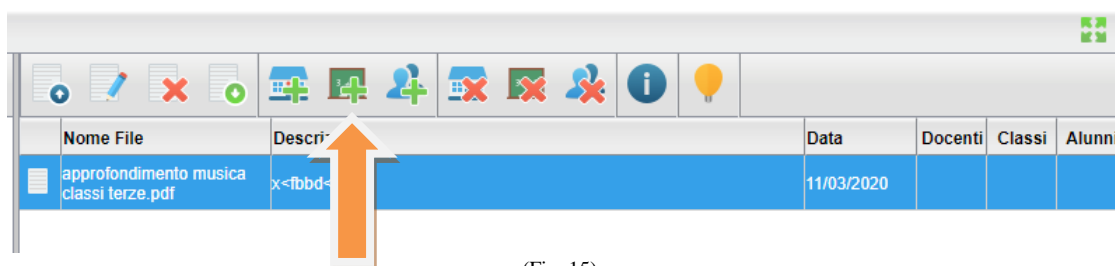 Nome File Descri Data Docenti Classi Alunni
approfondimento musica
classi terze.pdf
x<fbbd< 11/03/2020